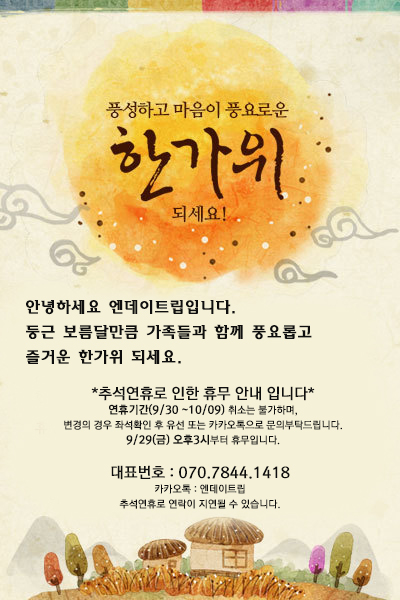 풍성하고 마음이 풍요로운
한가위
되세요!
안녕하세요 엔데이트립입니다.
둥근 보름달만큼 가족들과 함께 풍요롭고
즐거운 한가위 되세요.
*추석연휴로 인한 휴무 안내 입니다*
연휴기간(9/30 ~10/09) 취소는 불가하며,
변경의 경우 좌석확인 후 유선 또는 카카오톡으로 문의부탁드립니다.
9/29(금) 오후3시부터 휴무입니다.
대표번호 : 070.7844.1418
카카오톡 : 엔데이트립
추석연휴로 연락이 지연될 수 있습니다.